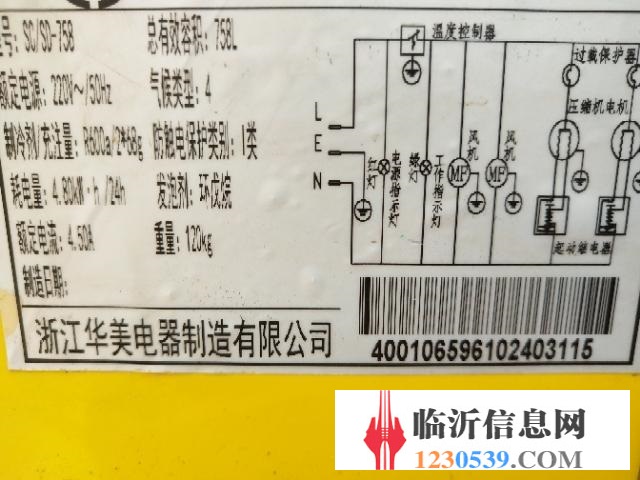 型号: SC/SD-758
总有效容积: 758L
额定电源: 220V~/50Hz
气候类型: 4
制冷剂/充注量: R600a/2*68g
防触电保护类别: I类
耗电量: 4.80kW·h/24h
发泡剂: 环戊烷
额定电流: 4.50A
重量: 120kg
制造日期:
浙江华美电器制造有限公司
温度控制器
过载保护器
压缩机电机
L
E
N
红灯
电源指示灯
绿灯
工作指示灯
MF
风机
MF
风机
起动继电器
400106596102403115
临沂信息网
1230539.com